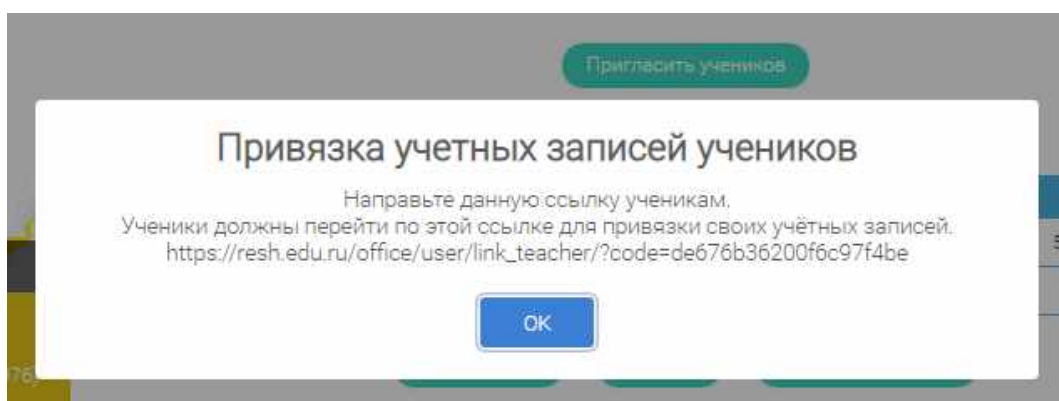 Пригласить учеников
Привязка учетных записей учеников
Направьте данную ссылку ученикам.
Ученики должны перейти по этой ссылке для привязки своих учётных записей.
https://resh.edu.ru/office/user/link_teacher/?code=de676b36200f6c97f4be
OK